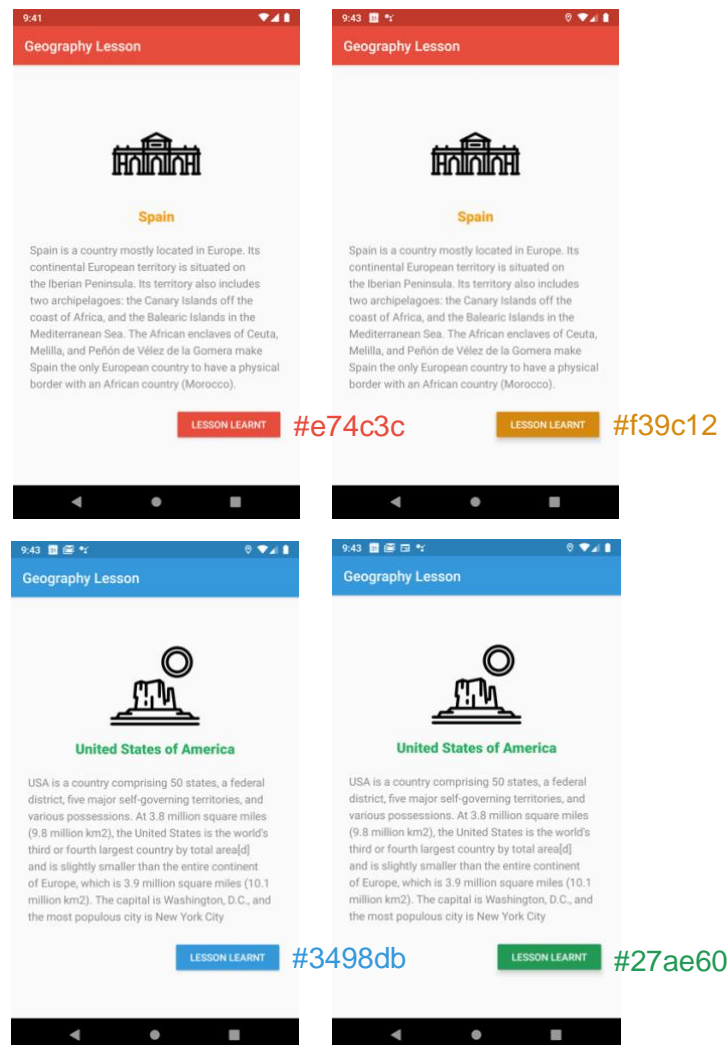 9:41
Geography Lesson
Spain
Spain is a country mostly located in Europe. Its
continental European territory is situated on
the Iberian Peninsula. Its territory also includes
two archipelagoes: the Canary Islands off the
coast of Africa, and the Balearic Islands in the
Mediterranean Sea. The African enclaves of Ceuta,
Melilla, and Peñón de Vélez de la Gomera make
Spain the only European country to have a physical
border with an African country (Morocco).
LESSON LEARNT
#e74c3c
9:43
Geography Lesson
Spain
Spain is a country mostly located in Europe. Its
continental European territory is situated on
the Iberian Peninsula. Its territory also includes
two archipelagoes: the Canary Islands off the
coast of Africa, and the Balearic Islands in the
Mediterranean Sea. The African enclaves of Ceuta,
Melilla, and Peñón de Vélez de la Gomera make
Spain the only European country to have a physical
border with an African country (Morocco).
LESSON LEARNT
#f39c12
9:43
Geography Lesson
United States of America
USA is a country comprising 50 states, a federal
district, five major self-governing territories, and
various possessions. At 3.8 million square miles
(9.8 million km2), the United States is the world's
third or fourth largest country by total area[d]
and is slightly smaller than the entire continent
of Europe, which is 3.9 million square miles (10.1
million km2). The capital is Washington, D.C., and
the most populous city is New York City
LESSON LEARNT
#3498db
9:43
Geography Lesson
United States of America
USA is a country comprising 50 states, a federal
district, five major self-governing territories, and
various possessions. At 3.8 million square miles
(9.8 million km2), the United States is the world's
third or fourth largest country by total area[d]
and is slightly smaller than the entire continent
of Europe, which is 3.9 million square miles (10.1
million km2). The capital is Washington, D.C., and
the most populous city is New York City
LESSON LEARNT
#27ae60